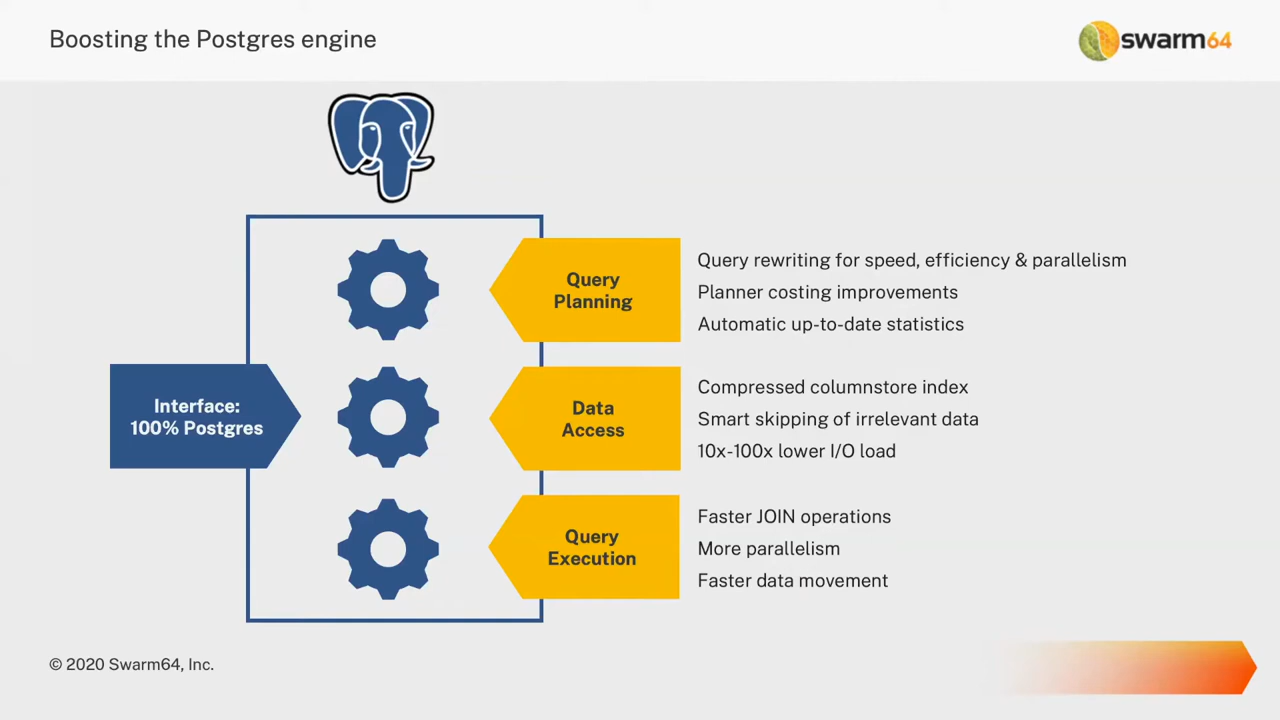 Boosting the Postgres engine
swarm64
Query
Planning
Query rewriting for speed, efficiency & parallelism
Planner costing improvements
Automatic up-to-date statistics
Interface:
100% Postgres
Data
Access
Compressed columnstore index
Smart skipping of irrelevant data
10x-100x lower I/O load
Query
Execution
Faster JOIN operations
More parallelism
Faster data movement
© 2020 Swarm64, Inc.